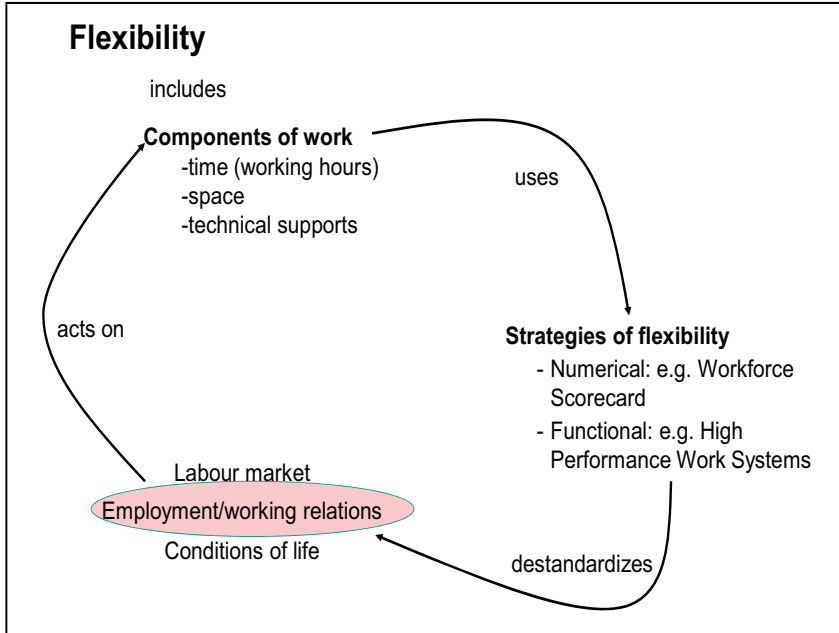 Flexibility
includes
Components of work
-time (working hours)
-space
-technical supports
uses
acts on
Strategies of flexibility
- Numerical: e.g. Workforce
Scorecard
- Functional: e.g. High
Performance Work Systems
Labour market
Employment/working relations
Conditions of life
destandardizes